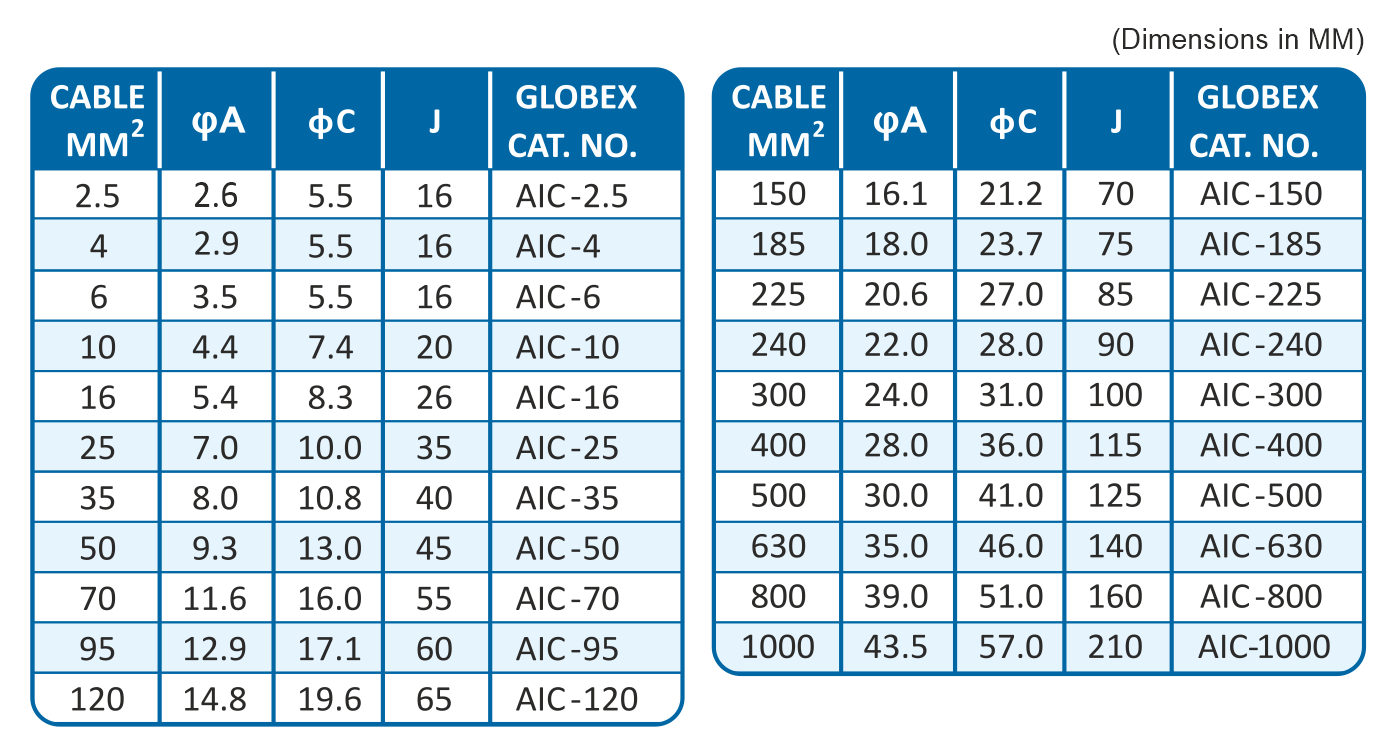 (Dimensions in MM)
CABLE MM² φA ϕC J GLOBEX CAT. NO.
2.5 2.6 5.5 16 AIC-2.5
4 2.9 5.5 16 AIC-4
6 3.5 5.5 16 AIC-6
10 4.4 7.4 20 AIC-10
16 5.4 8.3 26 AIC-16
25 7.0 10.0 35 AIC-25
35 8.0 10.8 40 AIC-35
50 9.3 13.0 45 AIC-50
70 11.6 16.0 55 AIC-70
95 12.9 17.1 60 AIC-95
120 14.8 19.6 65 AIC-120
CABLE MM² φA ϕC J GLOBEX CAT. NO.
150 16.1 21.2 70 AIC-150
185 18.0 23.7 75 AIC-185
225 20.6 27.0 85 AIC-225
240 22.0 28.0 90 AIC-240
300 24.0 31.0 100 AIC-300
400 28.0 36.0 115 AIC-400
500 30.0 41.0 125 AIC-500
630 35.0 46.0 140 AIC-630
800 39.0 51.0 160 AIC-800
1000 43.5 57.0 210 AIC-1000